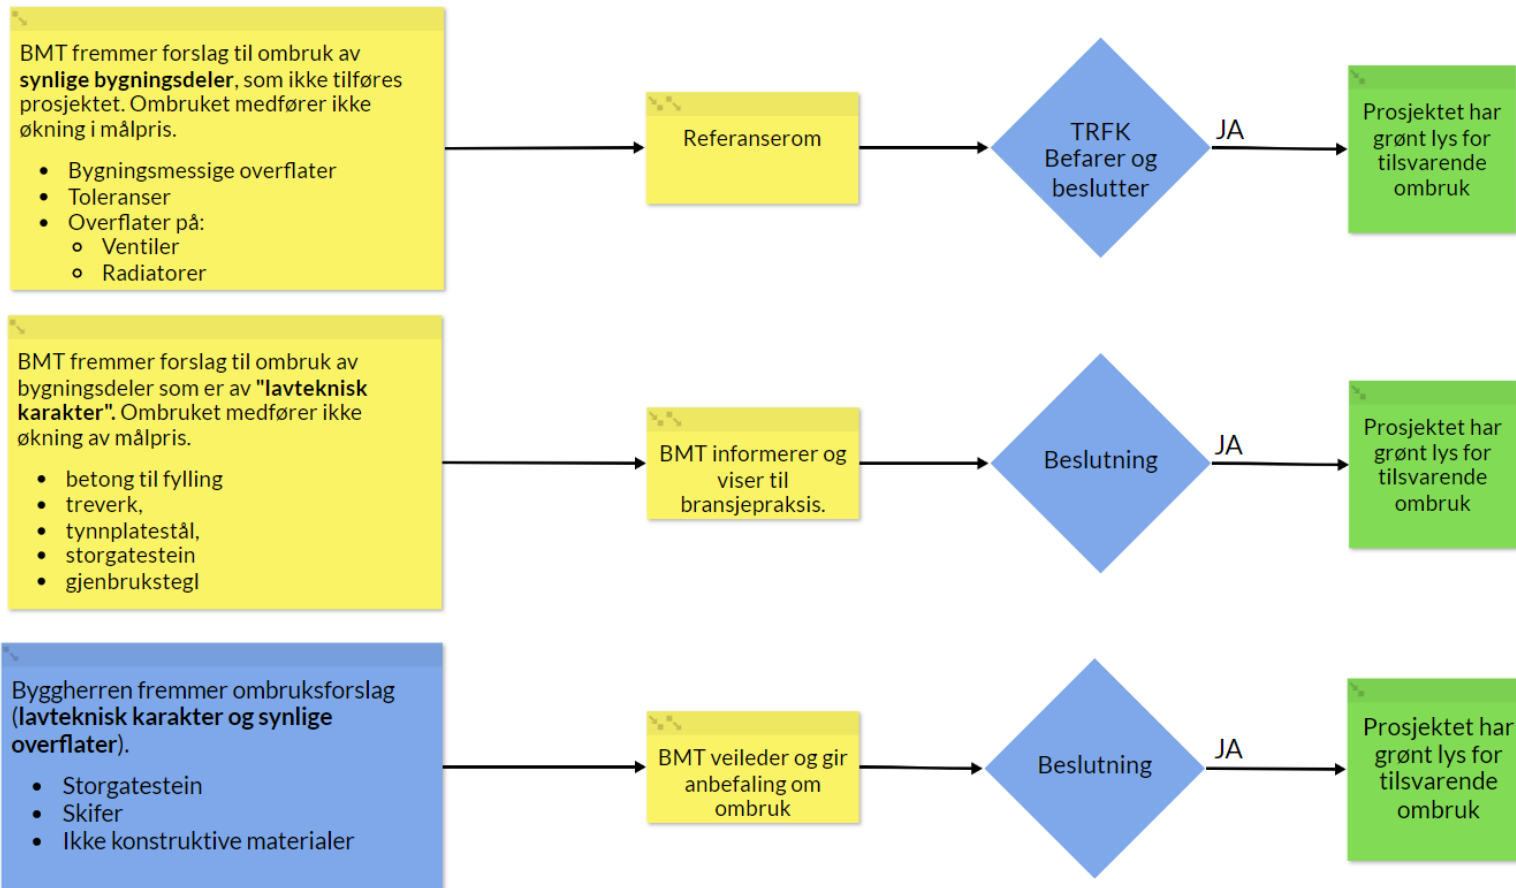 BMT fremmer forslag til ombruk av
synlige bygningsdeler, som ikke tilføres
prosjektet. Ombruket medfører ikke
økning i målpris.
• Bygningsmessige overflater
• Toleranser
• Overflater på:
Ventiler
Radiatorer
Referanserom
TRFK
Befarer og
beslutter
JA
Prosjektet har
grønt lys for
tilsvarende
ombruk
BMT fremmer forslag til ombruk av
bygningsdeler som er av "lavteknisk
karakter". Ombruket medfører ikke
økning av målpris.
• betong til fylling
• treverk,
• tynnplatestål,
• storgatestein
• gjenbrukstegl
BMT informerer og
viser til
bransjepraksis.
Beslutning
JA
Prosjektet har
grønt lys for
tilsvarende
ombruk
Byggherren fremmer ombruksforslag
(lavteknisk karakter og synlige
overflater).
• Storgatestein
• Skifer
• Ikke konstruktive materialer
BMT veileder og gir
anbefaling om
ombruk
Beslutning
JA
Prosjektet har
grønt lys for
tilsvarende
ombruk